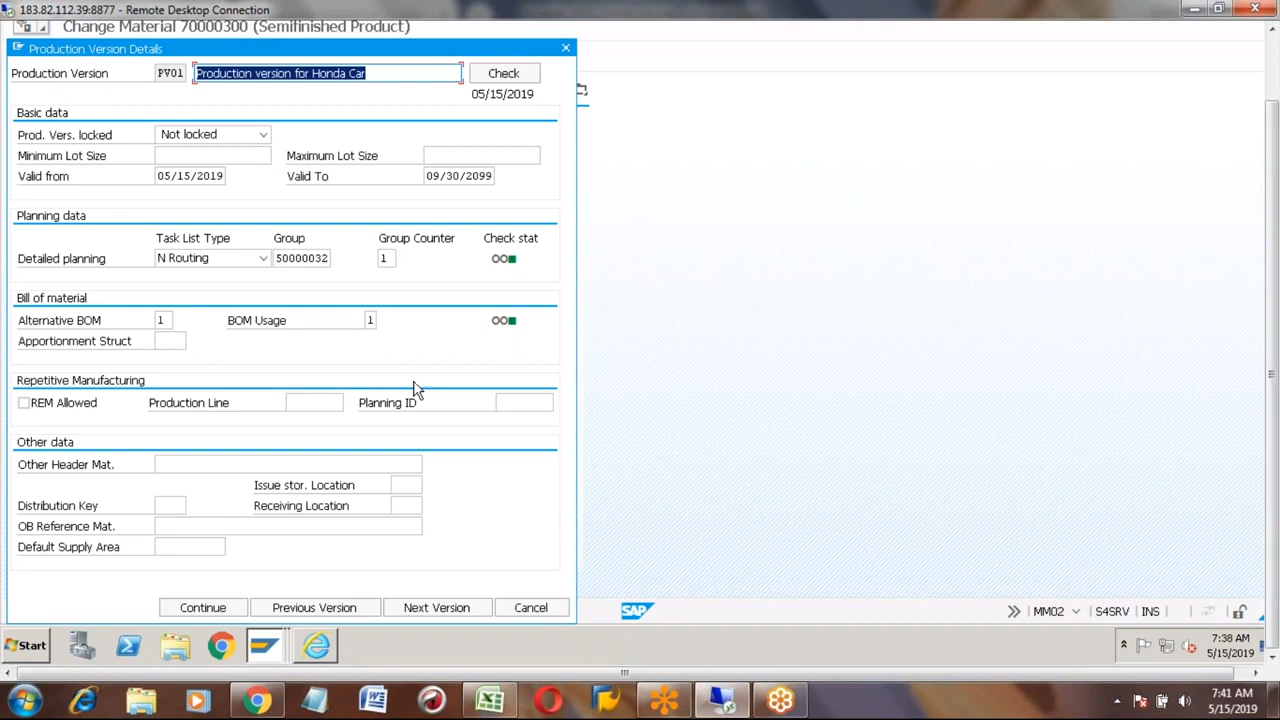 183.82.112.39:8877 - Remote Desktop Connection
Change Material 70000300 (Semifinished Product)
Production Version Details
Production Version PV01 Production version for Honda Car Check
05/15/2019
Basic data
Prod. Vers. locked Not locked
Minimum Lot Size Maximum Lot Size
Valid from 05/15/2019 Valid To 09/30/2099
Planning data
Task List Type Group Group Counter Check stat
Detailed planning N Routing 50000032 1
Bill of material
Alternative BOM 1 BOM Usage 1
Apportionment Struct
Repetitive Manufacturing
REM Allowed Production Line Planning ID
Other data
Other Header Mat.
Issue stor. Location
Distribution Key Receiving Location
OB Reference Mat.
Default Supply Area
Continue Previous Version Next Version Cancel
SAP MM02 S4SRV INS
Start 7:38 AM
5/15/2019
7:41 AM
5/15/2019